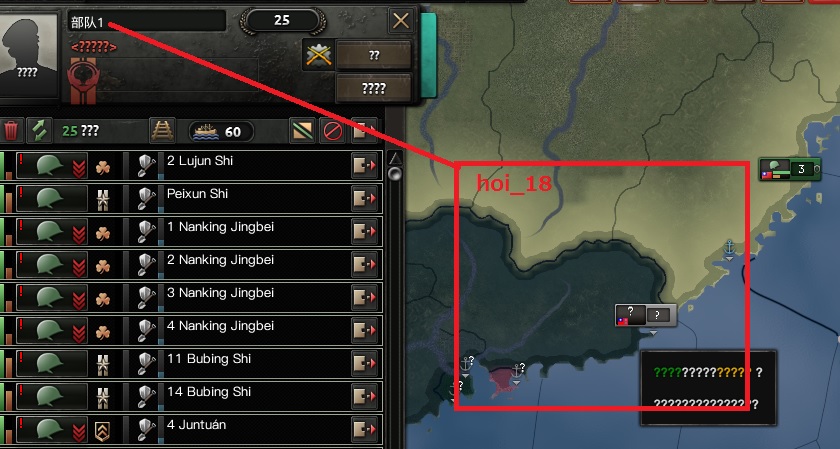 部队1
25
<?????>
????
??
????
25 ???
60
2 Lujun Shi
Peixun Shi
1 Nanking Jingbei
2 Nanking Jingbei
3 Nanking Jingbei
4 Nanking Jingbei
11 Bubing Shi
14 Bubing Shi
4 Juntuán
hoi_18
3
? ?
?
?
?
?????????????? ?
????????????????